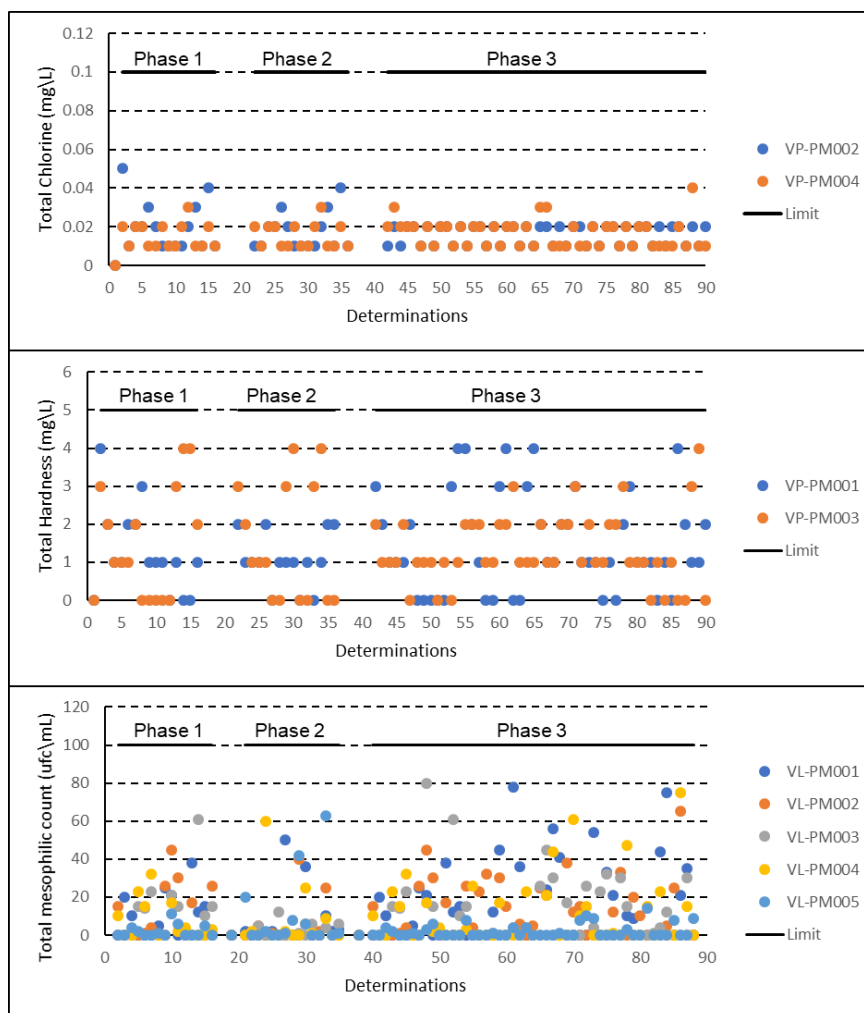 0.12
Phase 1 Phase 2 Phase 3
0.1
0.08
0.06
0.04
0.02
0
0 5 10 15 20 25 30 35 40 45 50 55 60 65 70 75 80 85 90
Total Chlorine (mg\L)
Determinations
VP-PM002
VP-PM004
Limit
6
Phase 1 Phase 2 Phase 3
5
4
3
2
1
0
0 5 10 15 20 25 30 35 40 45 50 55 60 65 70 75 80 85 90
Total Hardness (mg\L)
Determinations
VP-PM001
VP-PM003
Limit
120
Phase 1 Phase 2 Phase 3
100
80
60
40
20
0
0 10 20 30 40 50 60 70 80 90
Total mesophilic count (ufc\mL)
Determinations
VL-PM001
VL-PM002
VL-PM003
VL-PM004
VL-PM005
Limit